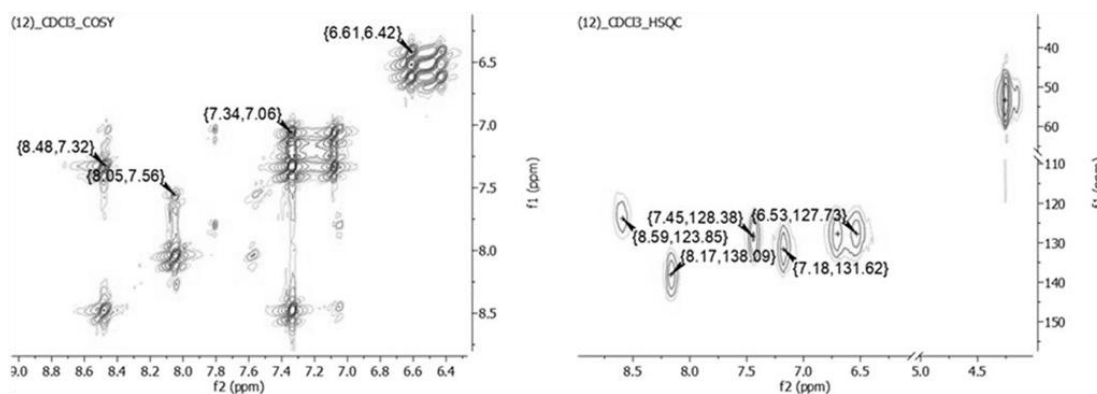 (12)_CDCl3_COSY
{6.61,6.42}
{7.34,7.06}
{8.48,7.32}
{8.05,7.56}
6.5
7.0
7.5
8.0
8.5
f1 (ppm)
9.0 8.8 8.6 8.4 8.2 8.0 7.8 7.6 7.4 7.2 7.0 6.8 6.6 6.4
f2 (ppm)
(12)_CDCl3_HSQC
{7.45,128.38}
{6.53,127.73}
{8.59,123.85}
{8.17,138.09}
{7.18,131.62}
40
50
60
110
120
130
140
150
f1 (ppm)
8.5 8.0 7.5 7.0 6.5 5.0 4.5
f2 (ppm)